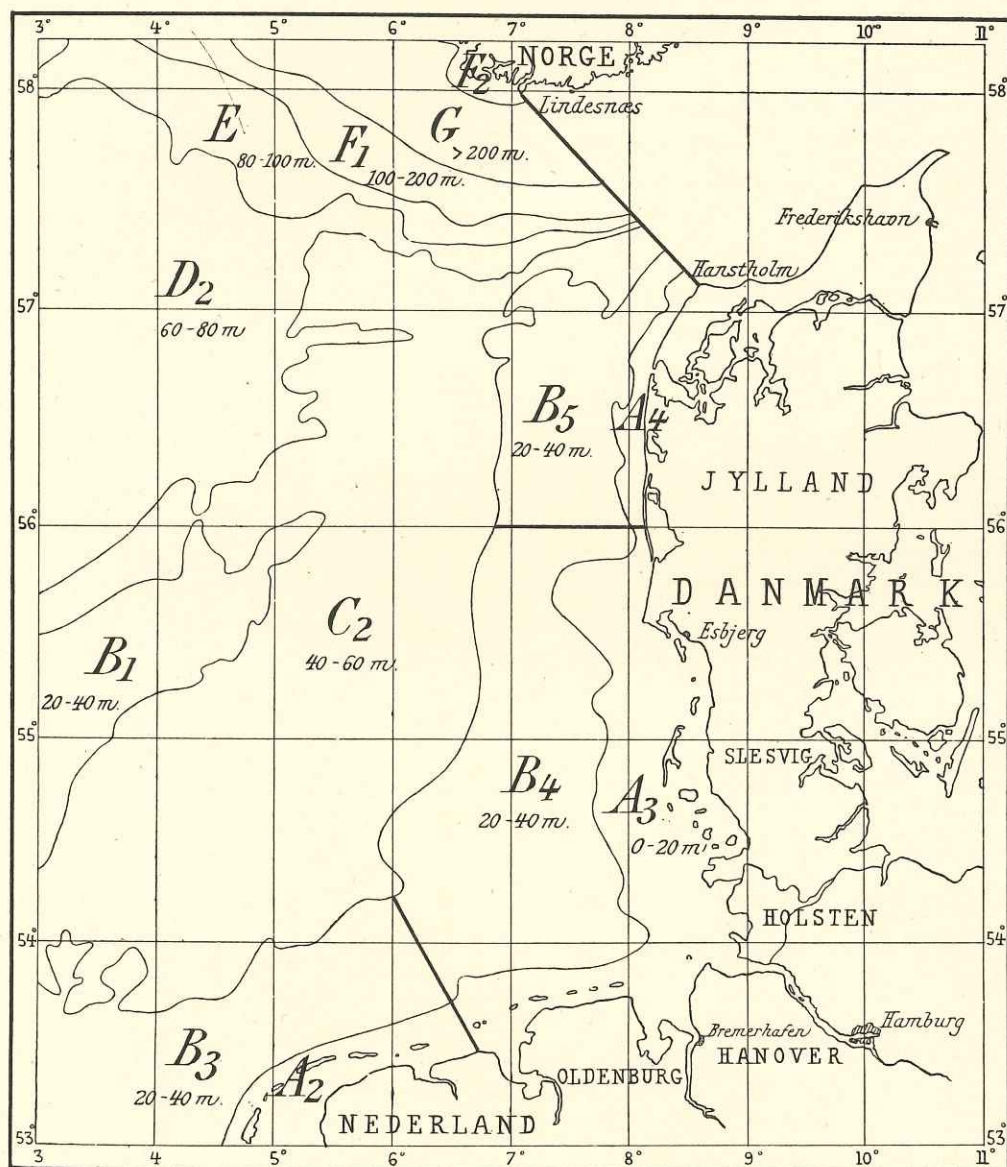 3° 4° 5° 6° 7° 8° 9° 10° 11°
F2 NORGE
58° 58°
Lindesnæs
E
80-100 m.
F1
100-200 m.
G
>200 m.
Frederikshavn
Hanstholm
57° 57°
D2
60-80 m
B5
20-40 m.
A4
JYLLAND
56° 56°
DANMARK
Esbjerg
C2
40-60 m.
B1
20-40 m.
55° 55°
SLESVIG
B4
20-40 m.
A3
0-20 m
HOLSTEN
54° 54°
B3
20-40 m.
A2
Bremerhafen
Hamburg
HANOVER
OLDENBURG
NEDERLAND
53° 53°
3° 4° 5° 6° 7° 8° 9° 10° 11°